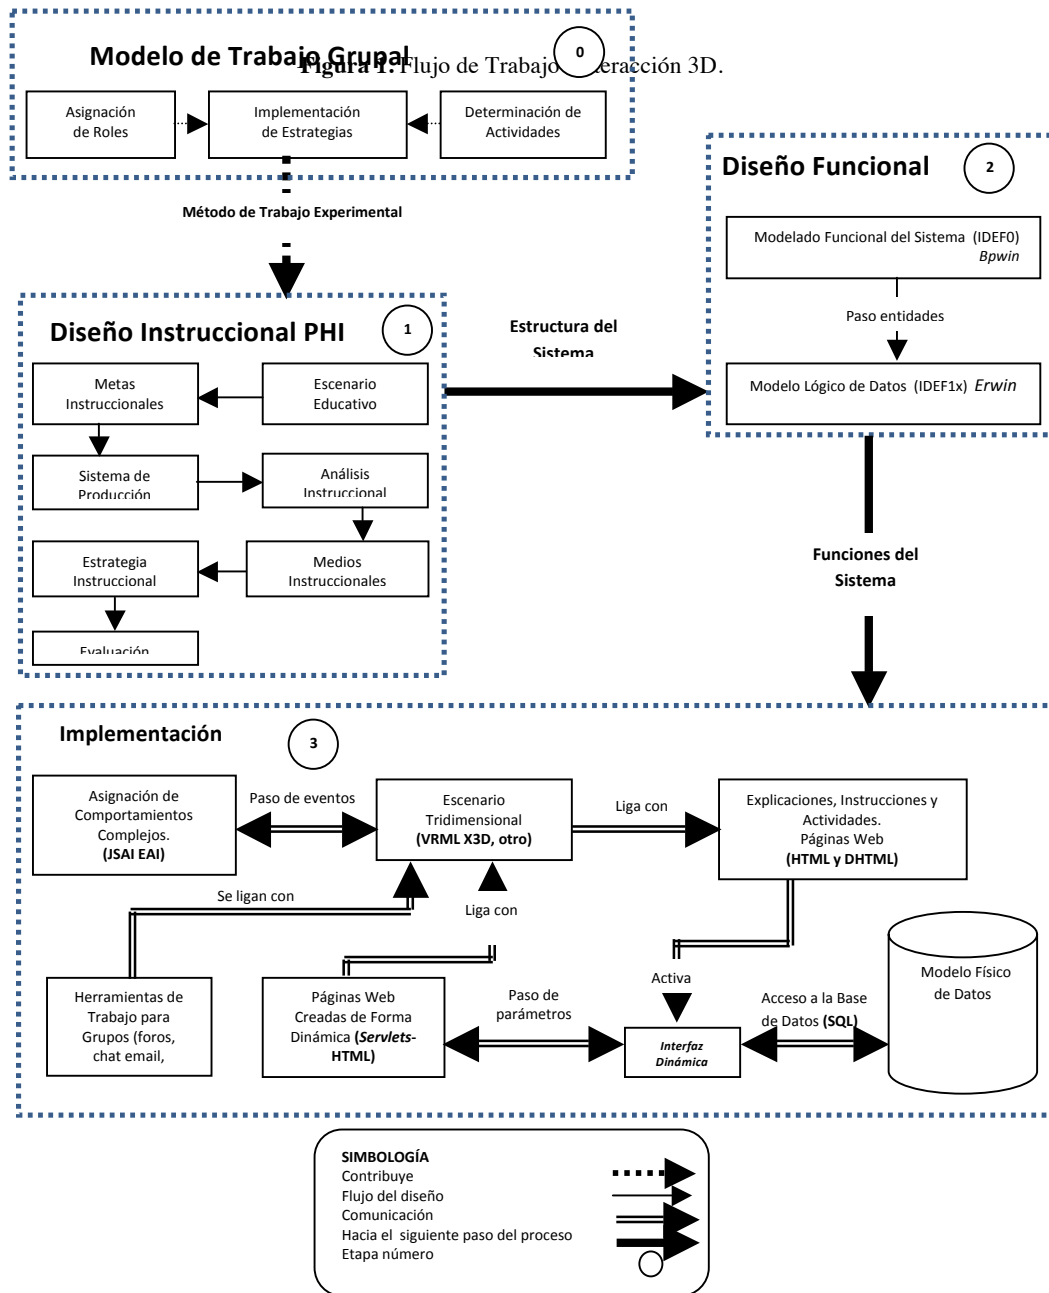 Modelo de Trabajo Grupal
0
Figura 1. Flujo de Trabajo Interacción 3D.
Asignación
de Roles
Implementación
de Estrategias
Determinación de
Actividades
Método de Trabajo Experimental
Diseño Funcional
2
Modelado Funcional del Sistema (IDEF0)
Bpwin
Paso entidades
Modelo Lógico de Datos (IDEF1x) Erwin
Diseño Instruccional PHI
1
Estructura del
Sistema
Metas
Instruccionales
Escenario
Educativo
Sistema de
Producción
Análisis
Instruccional
Estrategia
Instruccional
Medios
Instruccionales
Evaluación
Funciones del
Sistema
Implementación
3
Asignación de
Comportamientos
Complejos.
(JSAI EAI)
Paso de eventos
Escenario
Tridimensional
(VRML X3D, otro)
Liga con
Explicaciones, Instrucciones y
Actividades.
Páginas Web
(HTML y DHTML)
Se ligan con
Liga con
Herramientas de
Trabajo para
Grupos (foros,
chat email,
Páginas Web
Creadas de Forma
Dinámica (Servlets-
HTML)
Paso de
parámetros
Activa
Interfaz
Dinámica
Acceso a la Base
de Datos (SQL)
Modelo Físico
de Datos
SIMBOLOGÍA
Contribuye
Flujo del diseño
Comunicación
Hacia el siguiente paso del proceso
Etapa número